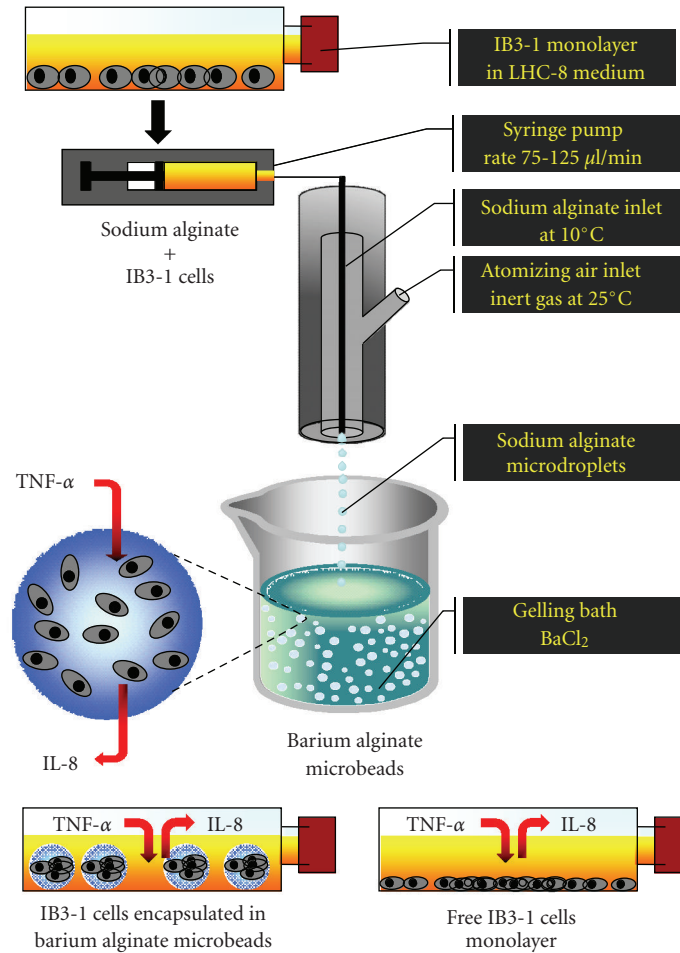 IB3-1 monolayer
in LHC-8 medium
Syringe pump
rate 75-125 µl/min
Sodium alginate
+
IB3-1 cells
Sodium alginate inlet
at 10°C
Atomizing air inlet
inert gas at 25°C
Sodium alginate
microdroplets
TNF-α
Gelling bath
BaCl₂
IL-8
Barium alginate
microbeads
TNF-α IL-8
IB3-1 cells encapsulated in
barium alginate microbeads
TNF-α IL-8
Free IB3-1 cells
monolayer